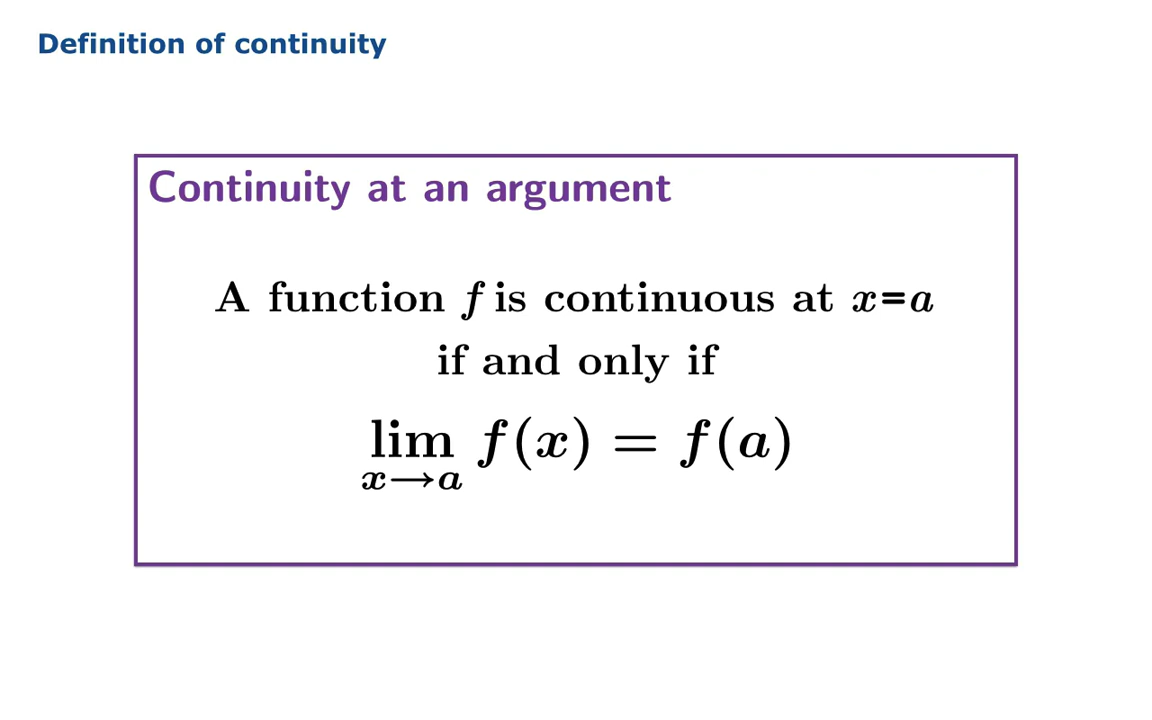 Definition of continuity
Continuity at an argument
A function f is continuous at x=a
if and only if
lim f(x) = f(a)
x→a